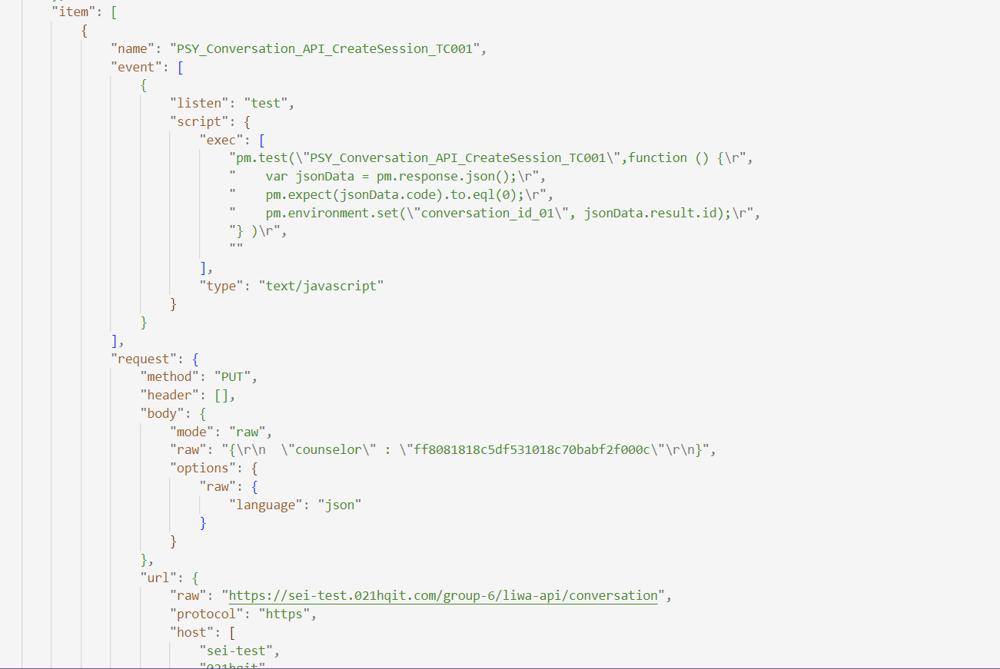 "item": [
{
"name": "PSY_Conversation_API_CreateSession_TC001",
"event": [
{
"listen": "test",
"script": {
"exec": [
"pm.test(\"PSY_Conversation_API_CreateSession_TC001\",function () {\r",
"    var jsonData = pm.response.json();\r",
"    pm.expect(jsonData.code).to.eql(0);\r",
"    pm.environment.set(\"conversation_id_01\", jsonData.result.id);\r",
"} )\r",
""
],
"type": "text/javascript"
}
}
],
"request": {
"method": "PUT",
"header": [],
"body": {
"mode": "raw",
"raw": "{\r\n  \"counselor\" : \"ff8081818c5df531018c70babf2f000c\"\r\n}",
"options": {
"raw": {
"language": "json"
}
}
},
"url": {
"raw": "https://sei-test.021hqit.com/group-6/liwa-api/conversation",
"protocol": "https",
"host": [
"sei-test",
"021hqit"